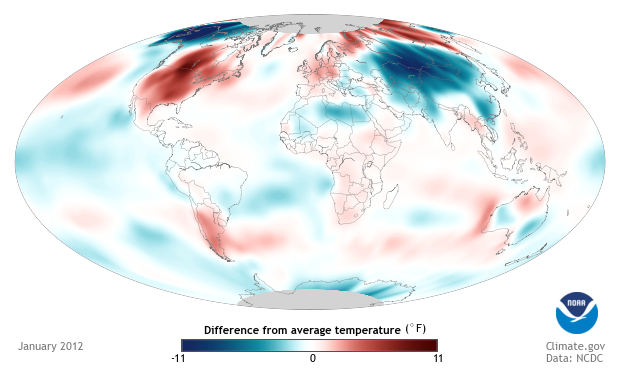 NOAA
Difference from average temperature (°F)
-11 0 11
January 2012
Climate.gov
Data: NCDC